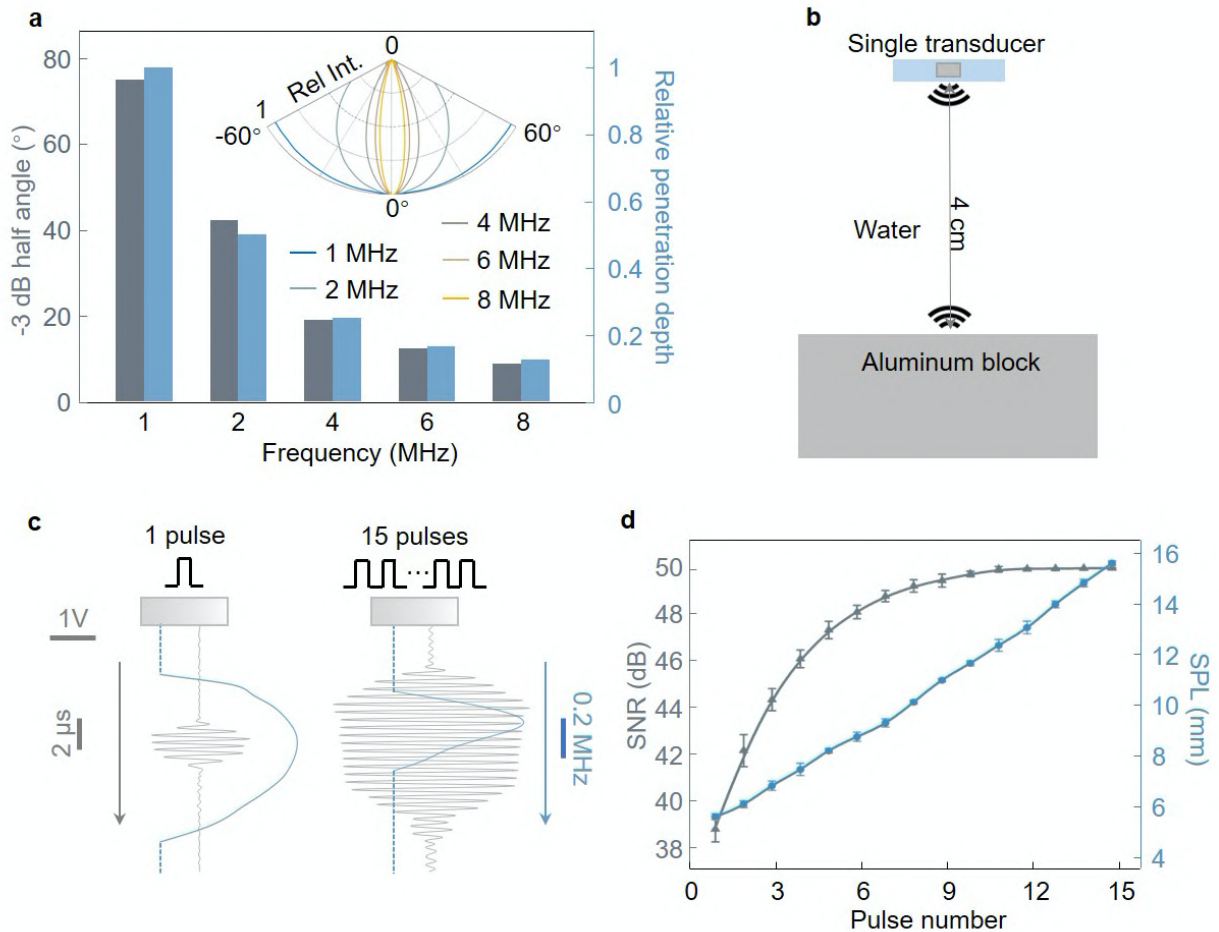 a
80
60
40
20
0
-3 dB half angle (°)
1
0.8
0.6
0.4
0.2
0
Relative penetration depth
0
Rel Int.
1
-60°
60°
0°
1 MHz
2 MHz
4 MHz
6 MHz
8 MHz
1 2 4 6 8
Frequency (MHz)
b
Single transducer
Water
4 cm
Aluminum block
c
1 pulse
15 pulses
...
1V
2 µs
0.2 MHz
d
50
48
46
44
42
40
38
SNR (dB)
16
14
12
10
8
6
4
SPL (mm)
0 3 6 9 12 15
Pulse number